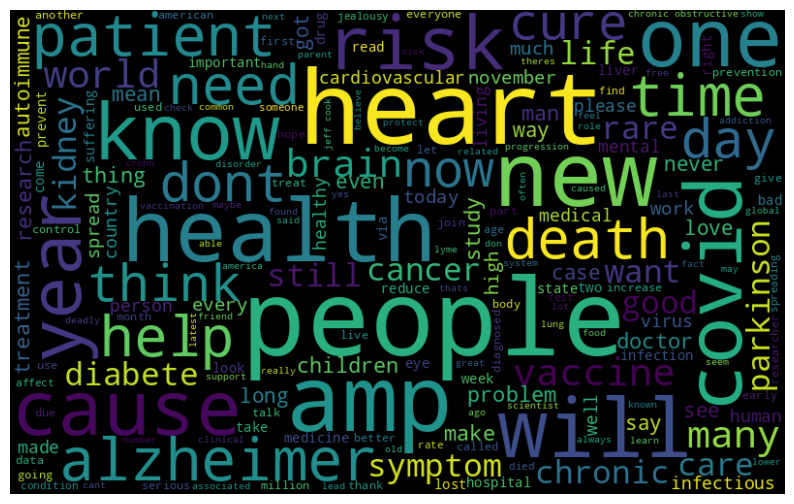 another
american
next
jealousy
everyone
chronic obstructive
show
patient
risk
cure
one
first
got
drug
read
much
life
sick
theres
right
parent
hand
important
world
need
cardiovascular
november
liver
free
prevention
autoimmune
mean
used
check
common
someone
heart
living
man
please
find
time
prevent
suffering
know
hope
believe
protect
way
rare
feel
role
addiction
research
kidney
come
crohn
jeff cook
become
let
related
progression
mental
day
thing
brain
now
new
often
caused
never
last
give
disorder
treat
even
control
spread
country
dont
healthy
vaccination
maybe
yes
found
said
today
via
study
part
medical
work
bad
global
year
health
able
join
age
don
death
love
fact
may
covid
america
lyme
thats
system
high
case
want
spreading
think
still
cancer
state
two
increase
parkinson
treatment
month
person
every
reduce
body
test
lot
good
deadly
friend
latest
look
live
people
diagnosed
lung
food
virus
doctor
seem
researcher
use
help
eye
infection
affect
support
really
children
great
vaccine
early
diabete
week
problem
cause
amp
long
talk
ago
scientist
well
known
see
human
due
take
make
will
say
many
made
number
clinical
medicine
better
old
rate
called
always
learn
lower
data
going
alzheimer
symptom
died
chronic
care
condition
cant
serious
associated
million
lead
thank
lost
hospital
infectious